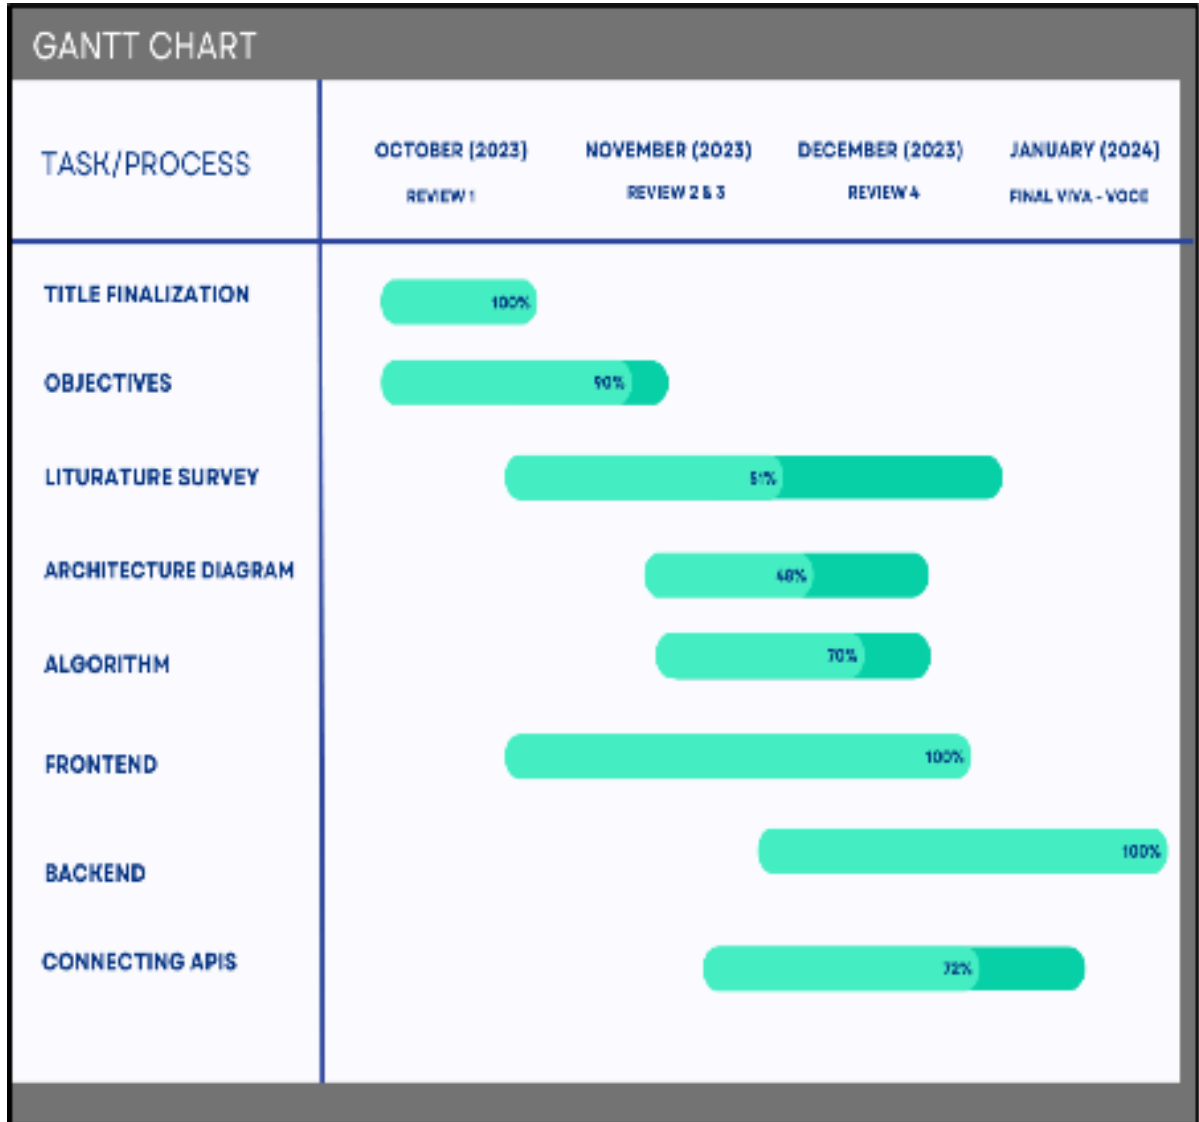 GANTT CHART
TASK/PROCESS
OCTOBER (2023)
NOVEMBER (2023)
DECEMBER (2023)
JANUARY (2024)
REVIEW 1
REVIEW 2 & 3
REVIEW 4
FINAL VIVA - VOCE
TITLE FINALIZATION
100%
OBJECTIVES
90%
LITURATURE SURVEY
51%
ARCHITECTURE DIAGRAM
48%
ALGORITHM
70%
FRONTEND
100%
BACKEND
100%
CONNECTING APIS
72%